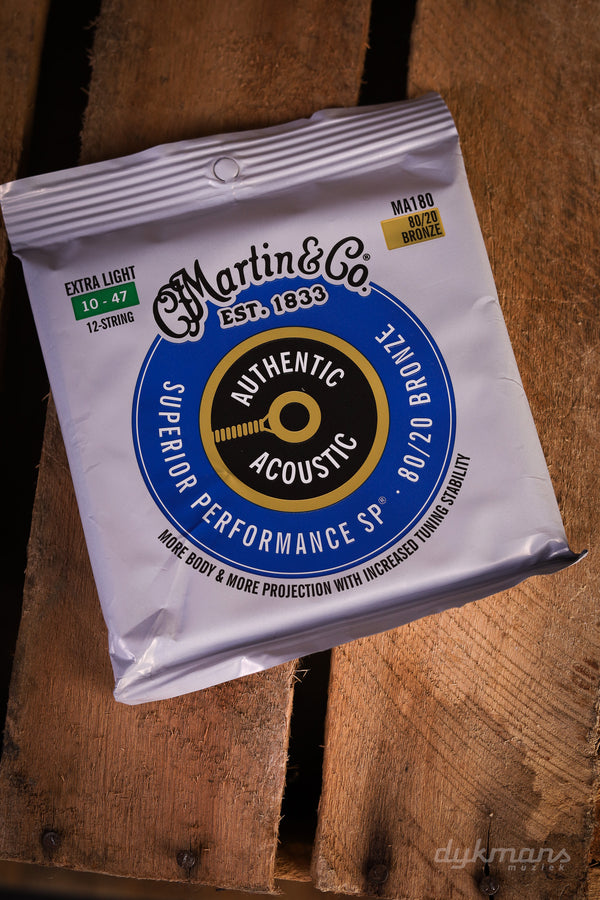 MA180
80/20
BRONZE
EXTRA LIGHT
10 - 47
12-STRING
Martin & Co.®
EST. 1833
AUTHENTIC
ACOUSTIC
SUPERIOR PERFORMANCE SP® · 80/20 BRONZE
MORE BODY & MORE PROJECTION WITH INCREASED TUNING STABILITY
dykmans
muziek